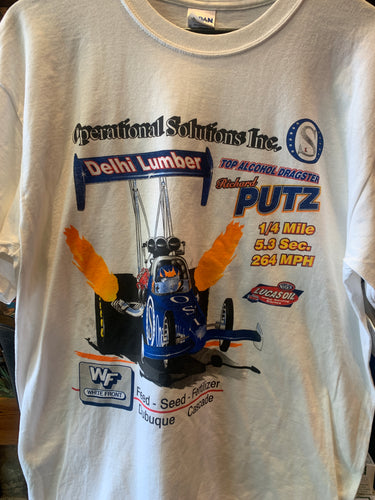 Operational Solutions Inc.
OS
Delhi Lumber
TOP ALCOHOL DRAGSTER
Richard
PUTZ
1/4 Mile
5.3 Sec.
264 MPH
LUCAS OIL
WF
WHITE FRONT
Feed - Seed - Fertilizer
Dubuque Cascade